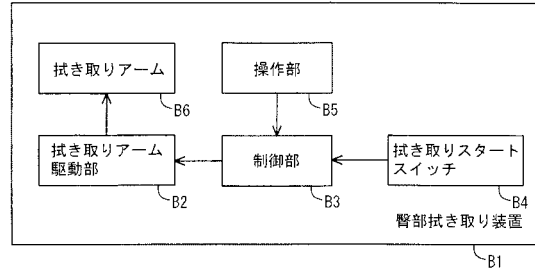 拭き取りアーム
B6
操作部
B5
拭き取りアーム
駆動部
B2
制御部
B3
拭き取りスタート
スイッチ
B4
臀部拭き取り装置
B1